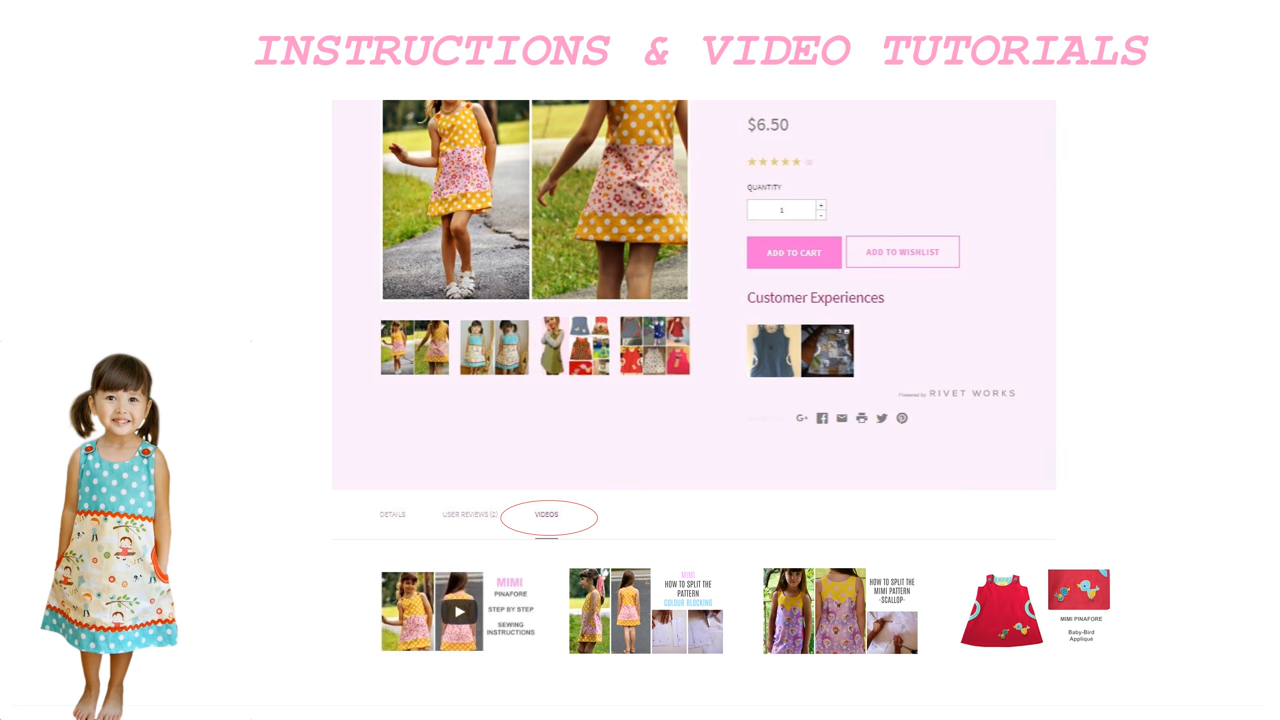 INSTRUCTIONS & VIDEO TUTORIALS
$6.50
QUANTITY
1
+
-
ADD TO CART
ADD TO WISHLIST
Customer Experiences
Powered by RIVET WORKS
G+
DETAILS
USER REVIEWS (2)
VIDEOS
MIMI
PINAFORE
STEP BY STEP
SEWING
INSTRUCTIONS
MIMI
HOW TO SPLIT THE
PATTERN
COLOUR BLOCKING
HOW TO SPLIT THE
MIMI PATTERN
-SCALLOP-
MIMI PINAFORE
Baby-Bird
Appliqué